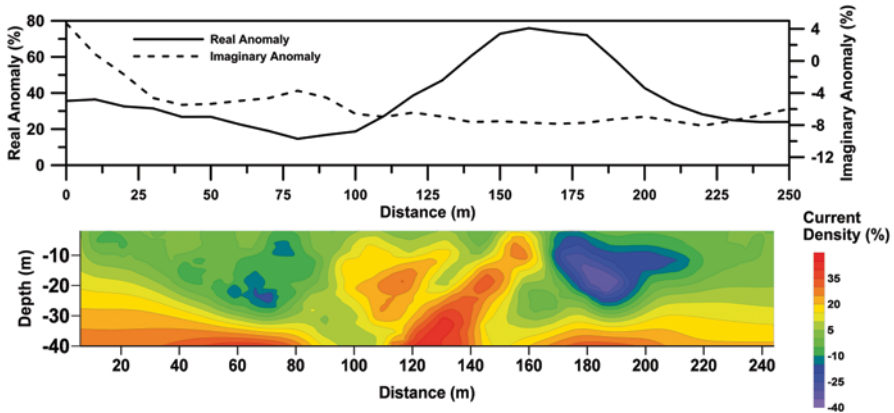 80
60
40
20
0
Real Anomaly (%)
Real Anomaly
Imaginary Anomaly
4
0
-4
-8
-12
Imaginary Anomaly (%)
0 25 50 75 100 125 150 175 200 225 250
Distance (m)
Current
Density (%)
-10
-20
-30
-40
Depth (m)
20 40 60 80 100 120 140 160 180 200 220 240
Distance (m)
35
20
5
-10
-25
-40